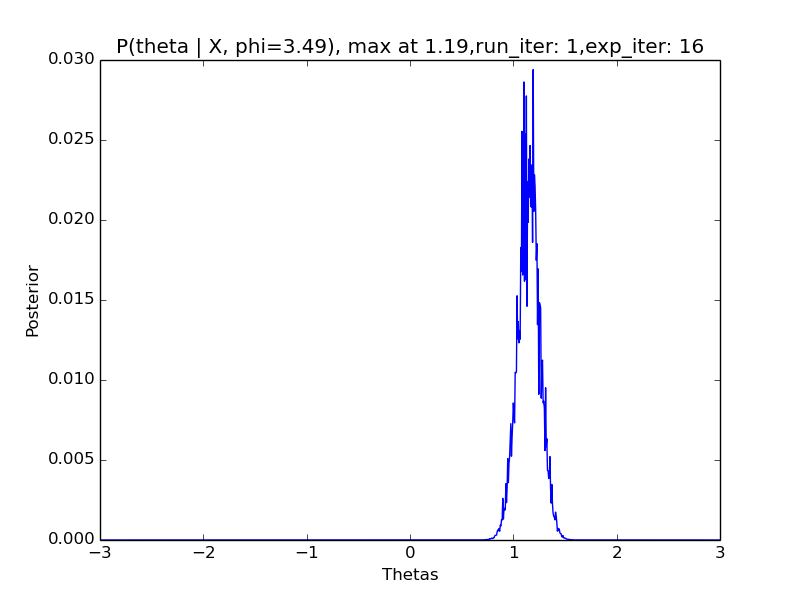 P(theta | X, phi=3.49), max at 1.19,run_iter: 1,exp_iter: 16
0.030
0.025
0.020
0.015
0.010
0.005
0.000
Posterior
−3 −2 −1 0 1 2 3
Thetas